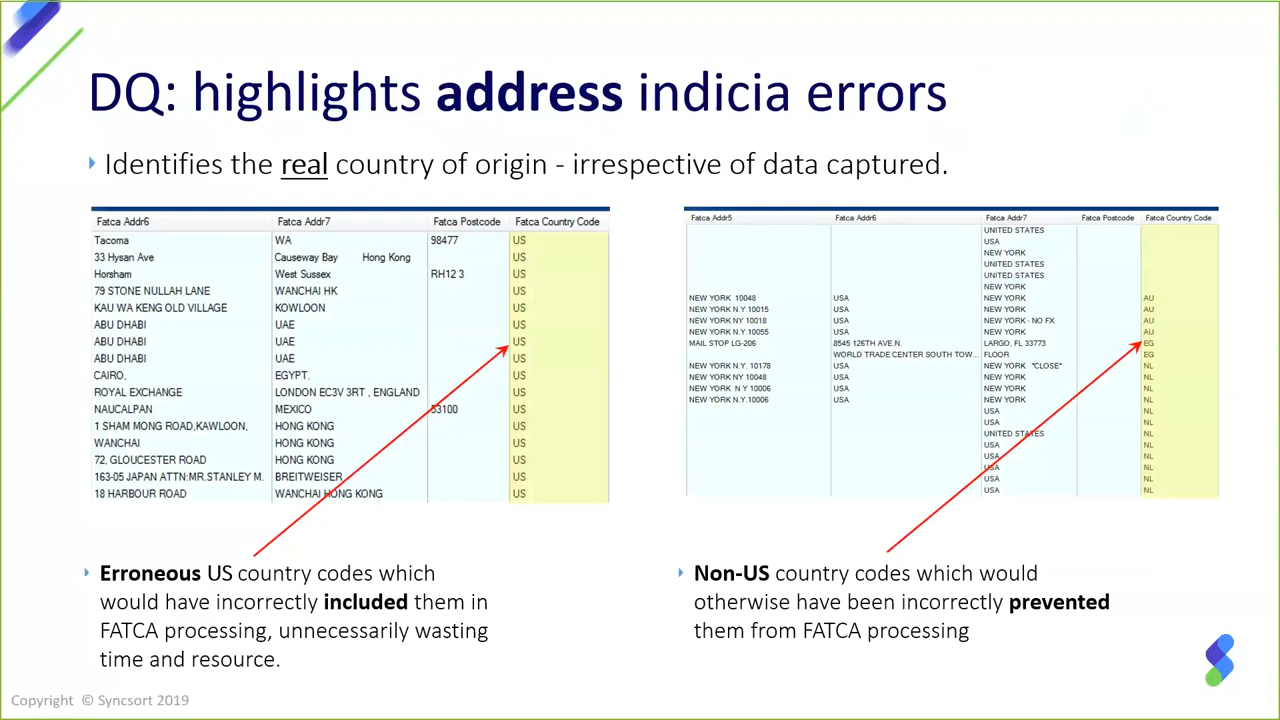 DQ: highlights address indicia errors
Identifies the real country of origin - irrespective of data captured.
Fatca Addr6 Fatca Addr7 Fatca Postcode Fatca Country Code
Tacoma WA 98477 US
33 Hysan Ave Causeway Bay Hong Kong US
Horsham West Sussex RH12 3 US
79 STONE NULLAH LANE WANCHAI HK US
KAU WA KENG OLD VILLAGE KOWLOON US
ABU DHABI UAE US
ABU DHABI UAE US
ABU DHABI UAE US
CAIRO, EGYPT. US
ROYAL EXCHANGE LONDON EC3V 3RT , ENGLAND US
NAUCALPAN MEXICO 53100 US
1 SHAM MONG ROAD,KAWLOON, HONG KONG US
WANCHAI HONG KONG US
72, GLOUCESTER ROAD HONG KONG US
163-05 JAPAN ATTN:MR.STANLEY M. BREITWEISER US
18 HARBOUR ROAD WANCHAI HONG KONG US
Fatca Addr5 Fatca Addr6 Fatca Addr7 Fatca Postcode Fatca Country Code
UNITED STATES
USA
NEW YORK
UNITED STATES
UNITED STATES
NEW YORK
NEW YORK 10048 USA NEW YORK AU
NEW YORK N.Y.10015 USA NEW YORK AU
NEW YORK NY 10018 USA NEW YORK - NO FX AU
NEW YORK N.Y.10055 USA NEW YORK AU
MAIL STOP LG-206 8545 126TH AVE.N. LARGO, FL 33773 EG
WORLD TRADE CENTER SOUTH TOW... FLOOR EG
NEW YORK N.Y. 10178 USA NEW YORK "CLOSE" NL
NEW YORK NY 10048 USA NEW YORK NL
NEW YORK N Y 10006 USA NEW YORK NL
NEW YORK N.Y.10006 USA NEW YORK NL
USA NL
USA NL
UNITED STATES NL
USA NL
USA NL
USA NL
USA NL
USA NL
Erroneous US country codes which
would have incorrectly included them in
FATCA processing, unnecessarily wasting
time and resource.
Non-US country codes which would
otherwise have been incorrectly prevented
them from FATCA processing
Copyright © Syncsort 2019